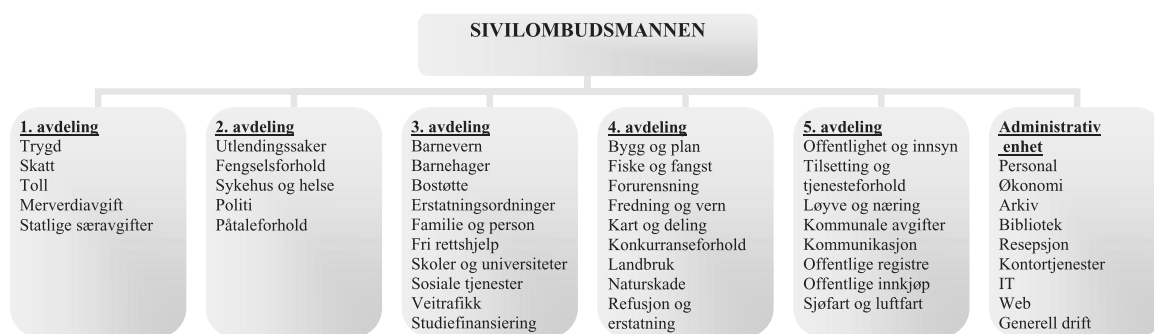 SIVILOMBUDSMANNEN
1. avdeling
Trygd
Skatt
Toll
Merverdiavgift
Statlige særavgifter
2. avdeling
Utlendingssaker
Fengselsforhold
Sykehus og helse
Politi
Påtaleforhold
3. avdeling
Barnevern
Barnehager
Bostøtte
Erstatningsordninger
Familie og person
Fri rettshjelp
Skoler og universiteter
Sosiale tjenester
Veitrafikk
Studiefinansiering
4. avdeling
Bygg og plan
Fiske og fangst
Forurensning
Fredning og vern
Kart og deling
Konkurranseforhold
Landbruk
Naturskade
Refusjon og
erstatning
5. avdeling
Offentlighet og innsyn
Tilsetting og
tjenesteforhold
Løyve og næring
Kommunale avgifter
Kommunikasjon
Offentlige registre
Offentlige innkjøp
Sjøfart og luftfart
Administrativ
enhet
Personal
Økonomi
Arkiv
Bibliotek
Resepsjon
Kontortjenester
IT
Web
Generell drift